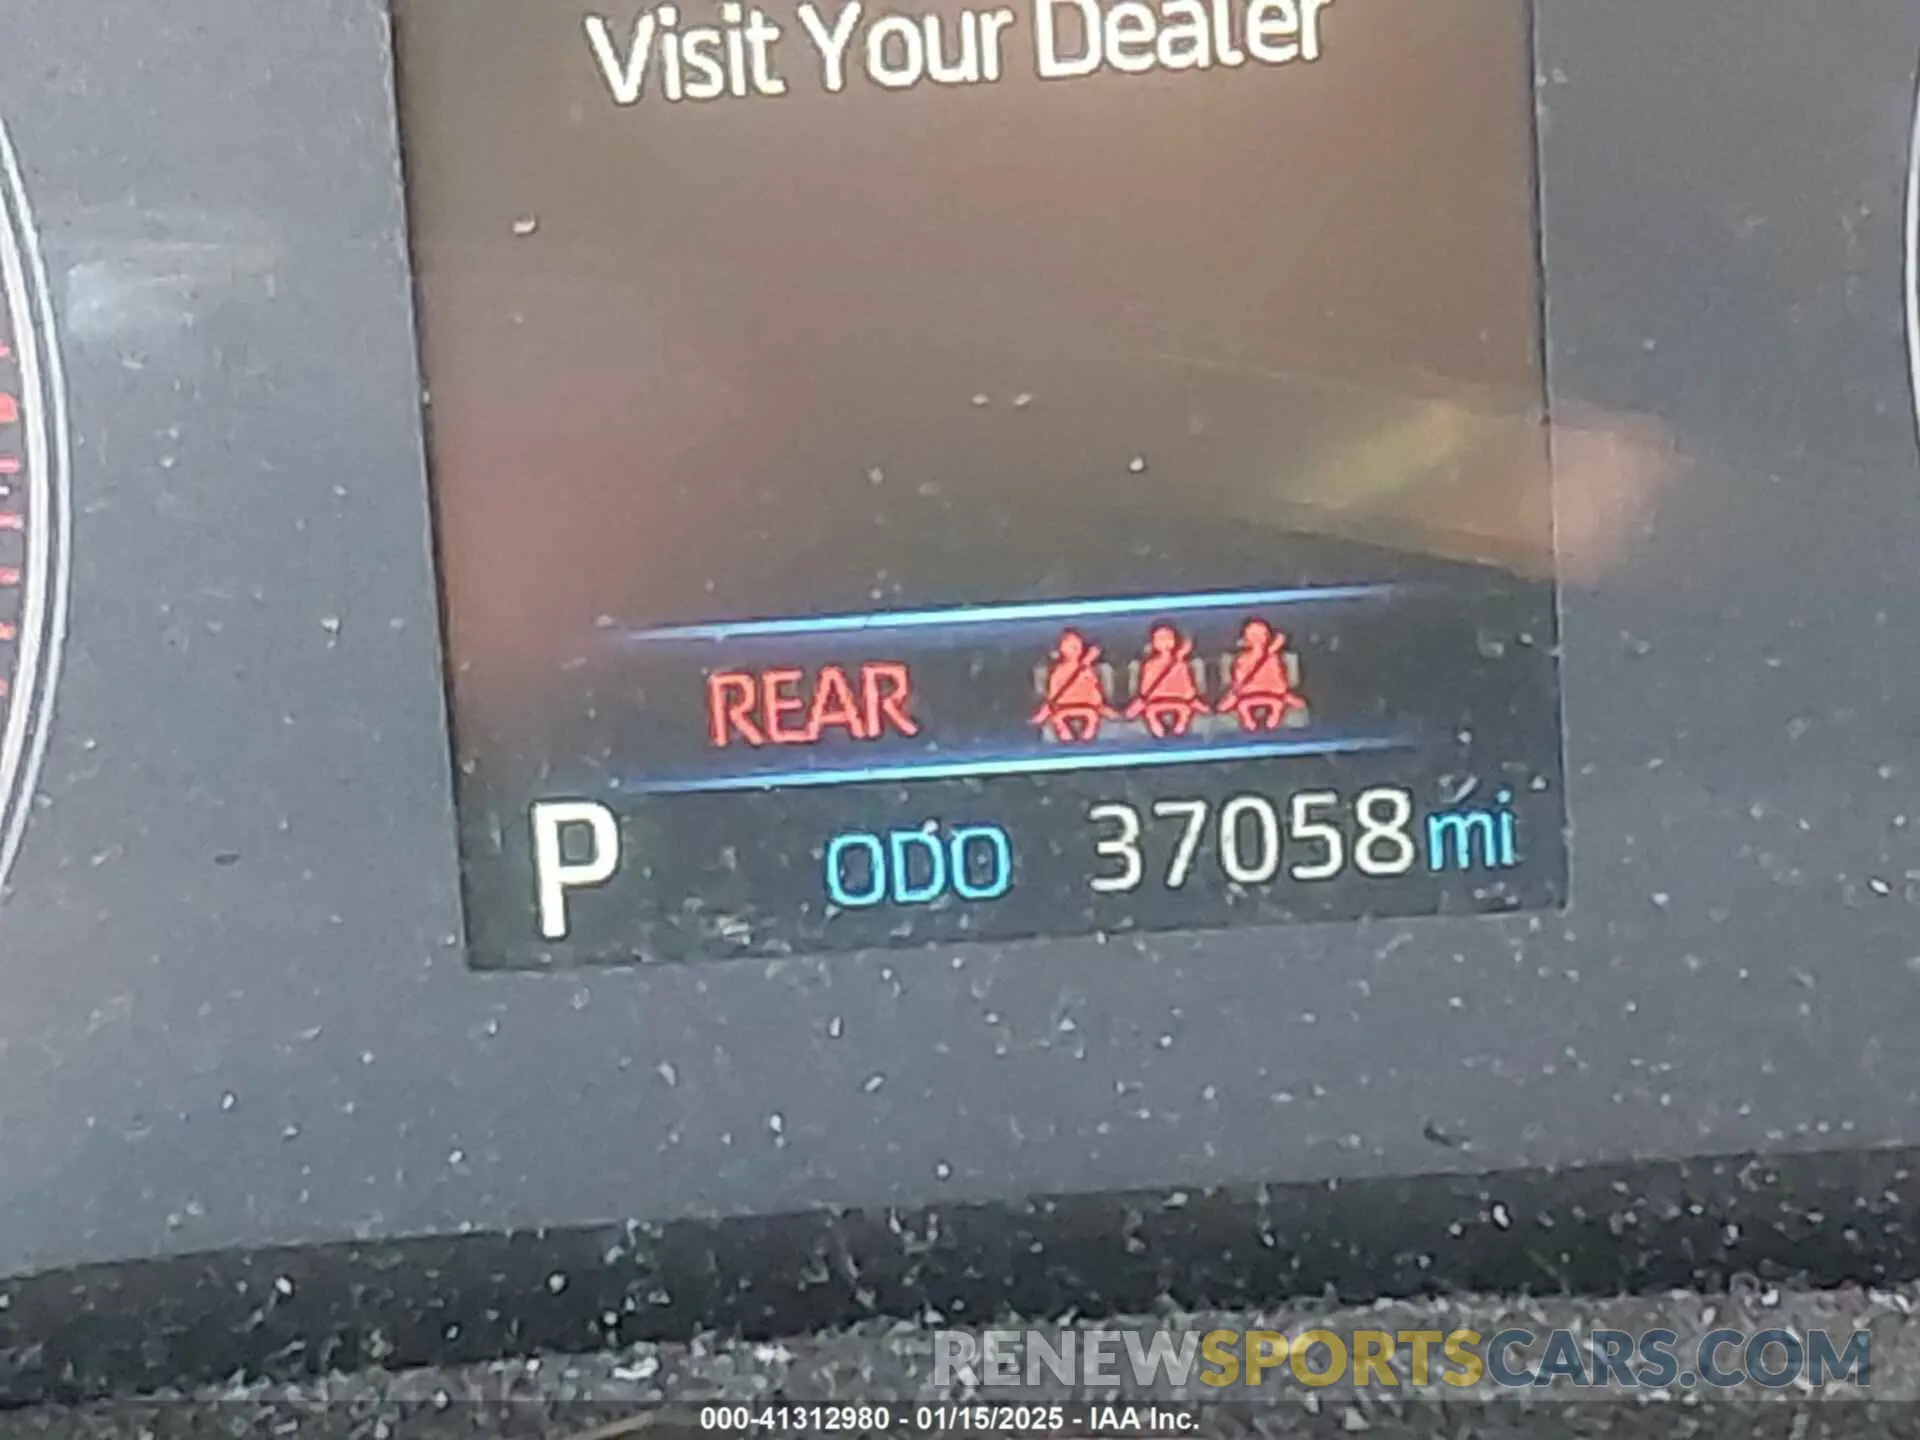 Visit Your Dealer
REAR
P ODO 37058 mi
RENEWSPORTSCARS.COM
000-41312980 - 01/15/2025 - IAA Inc.